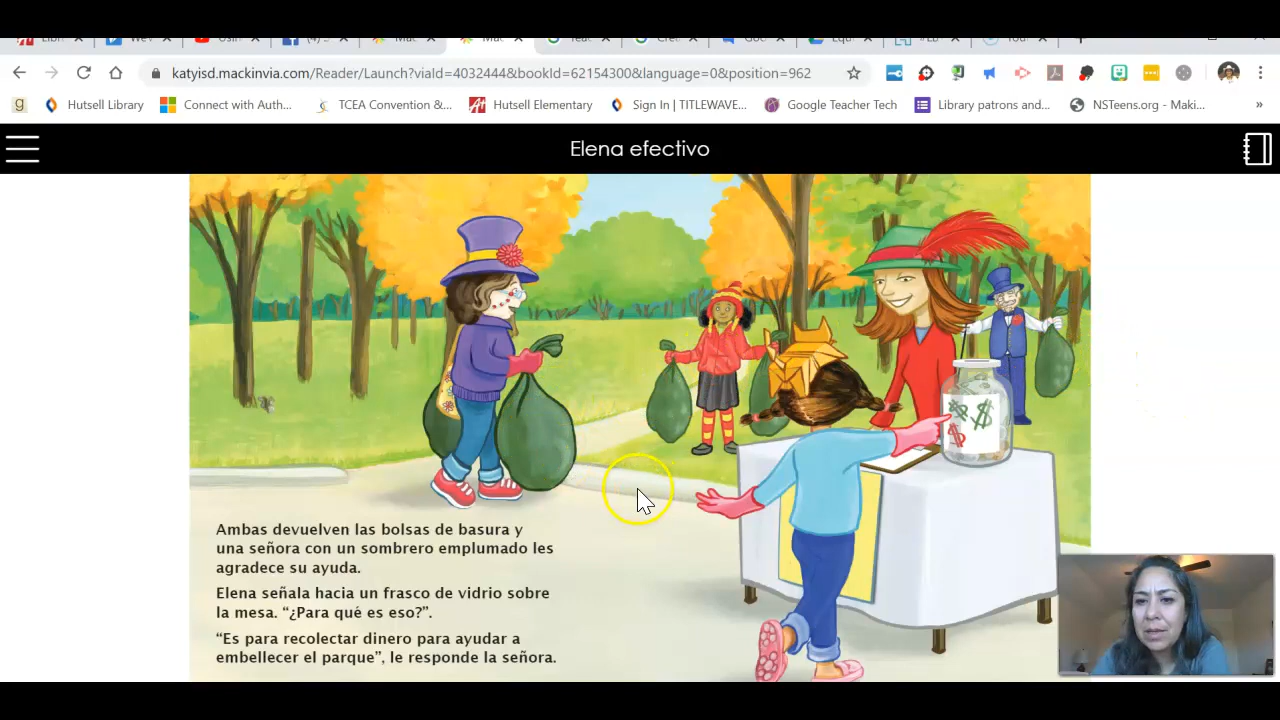 katyisd.mackinvia.com/Reader/Launch?viaId=4032444&bookId=62154300&language=0&position=962
Hutsell Library
Connect with Auth...
TCEA Convention &...
Hutsell Elementary
Sign In | TITLEWAVE...
Google Teacher Tech
Library patrons and...
NSTeens.org - Maki...
»
Elena efectivo
Ambas devuelven las bolsas de basura y
una señora con un sombrero emplumado les
agradece su ayuda.
Elena señala hacia un frasco de vidrio sobre
la mesa. “¿Para qué es eso?”.
“Es para recolectar dinero para ayudar a
embellecer el parque”, le responde la señora.